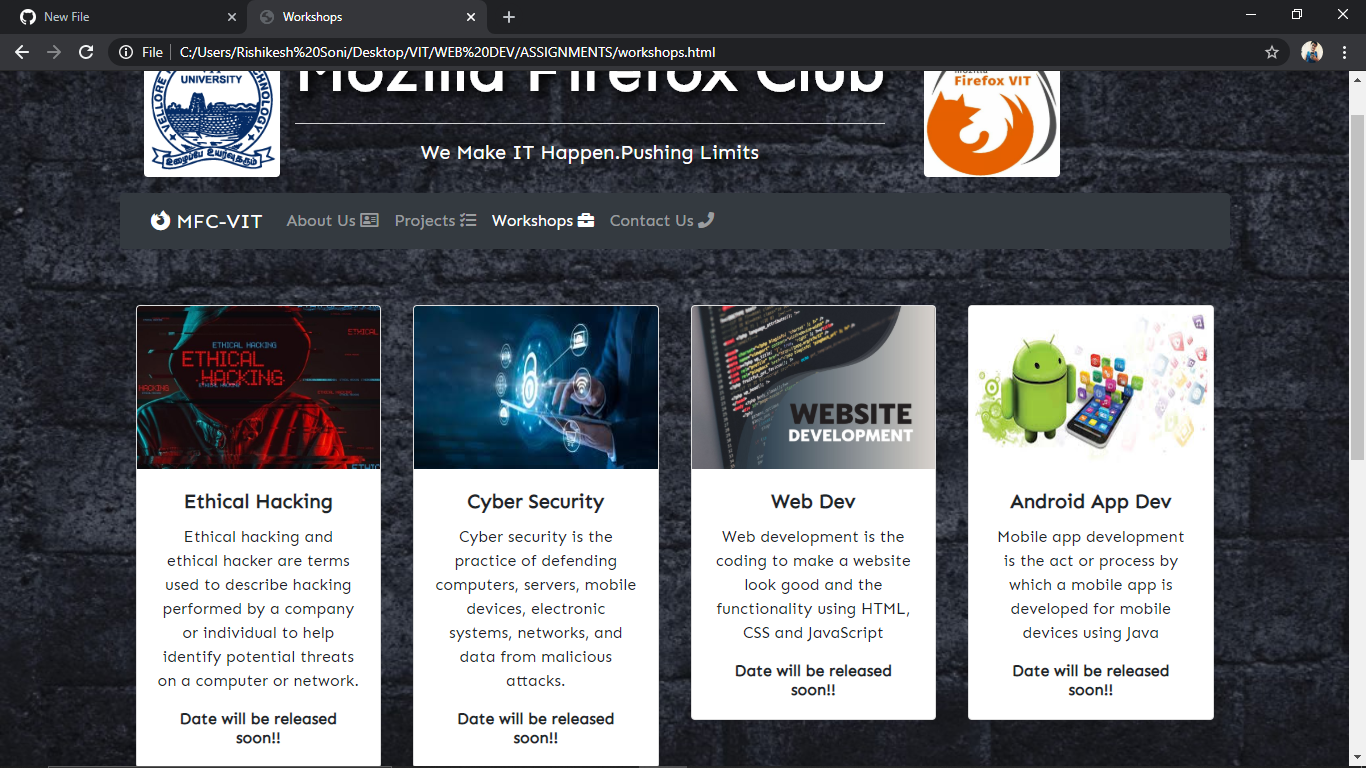 New File
Workshops
File
C:/Users/Rishikesh%20Soni/Desktop/VIT/WEB%20DEV/ASSIGNMENTS/workshops.html
UNIVERSITY
VELLORE
TECHNOLOGY
Mozilla Firefox Club
mozilla
Firefox VIT
We Make IT Happen.Pushing Limits
MFC-VIT
About Us
Projects
Workshops
Contact Us
ETHICAL HACKING
ETHICAL
HACKING
ETHICAL
HACKING
ETHIC
WEBSITE
DEVELOPMENT
Ethical Hacking
Ethical hacking and
ethical hacker are terms
used to describe hacking
performed by a company
or individual to help
identify potential threats
on a computer or network.
Date will be released
soon!!
Cyber Security
Cyber security is the
practice of defending
computers, servers, mobile
devices, electronic
systems, networks, and
data from malicious
attacks.
Date will be released
soon!!
Web Dev
Web development is the
coding to make a website
look good and the
functionality using HTML,
CSS and JavaScript
Date will be released
soon!!
Android App Dev
Mobile app development
is the act or process by
which a mobile app is
developed for mobile
devices using Java
Date will be released
soon!!